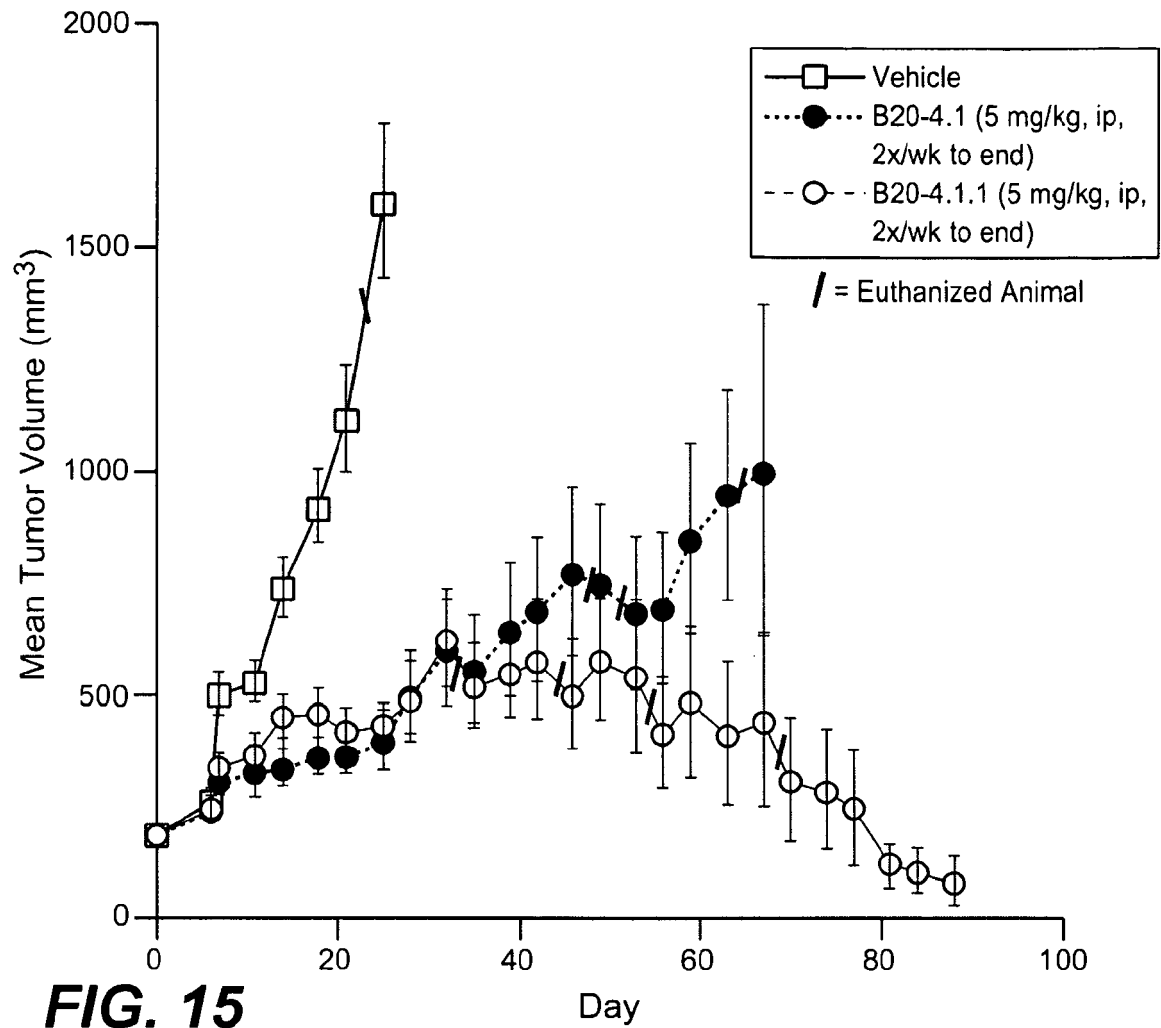 2000
1500
1000
500
0
Mean Tumor Volume (mm³)
Vehicle
B20-4.1 (5 mg/kg, ip,
2x/wk to end)
B20-4.1.1 (5 mg/kg, ip,
2x/wk to end)
/ = Euthanized Animal
0 20 40 60 80 100
Day
FIG. 15